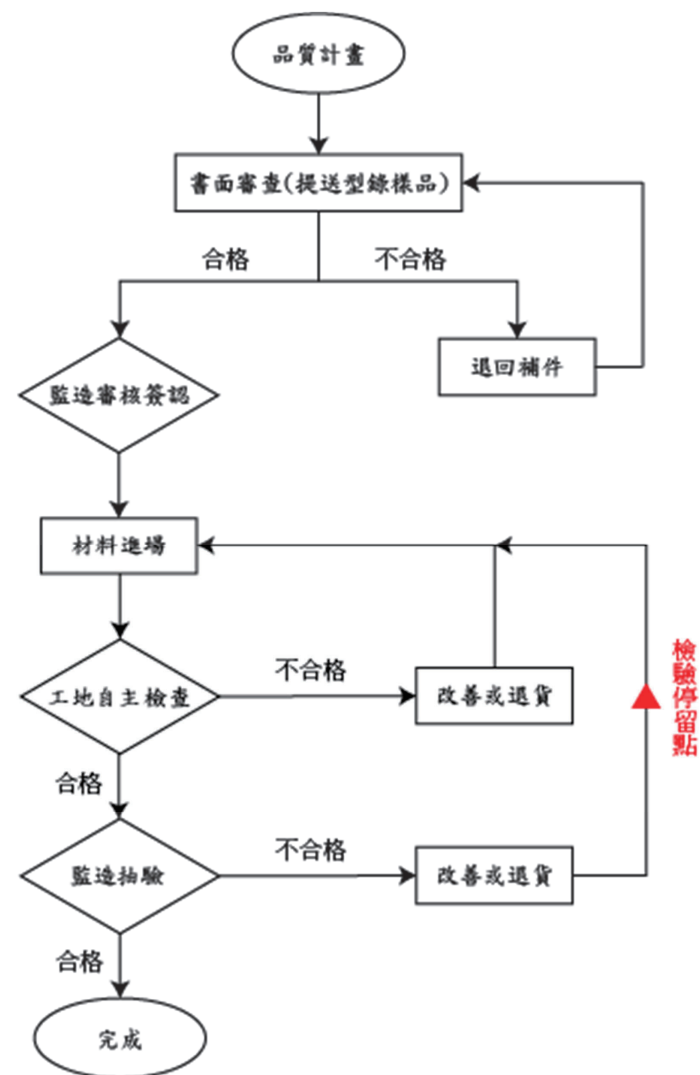 品質計畫
書面審查(提送型錄樣品)
合格
不合格
監造審核簽認
退回補件
材料進場
工地自主檢查
不合格
改善或退貨
檢驗停留點
合格
監造抽驗
不合格
改善或退貨
合格
完成